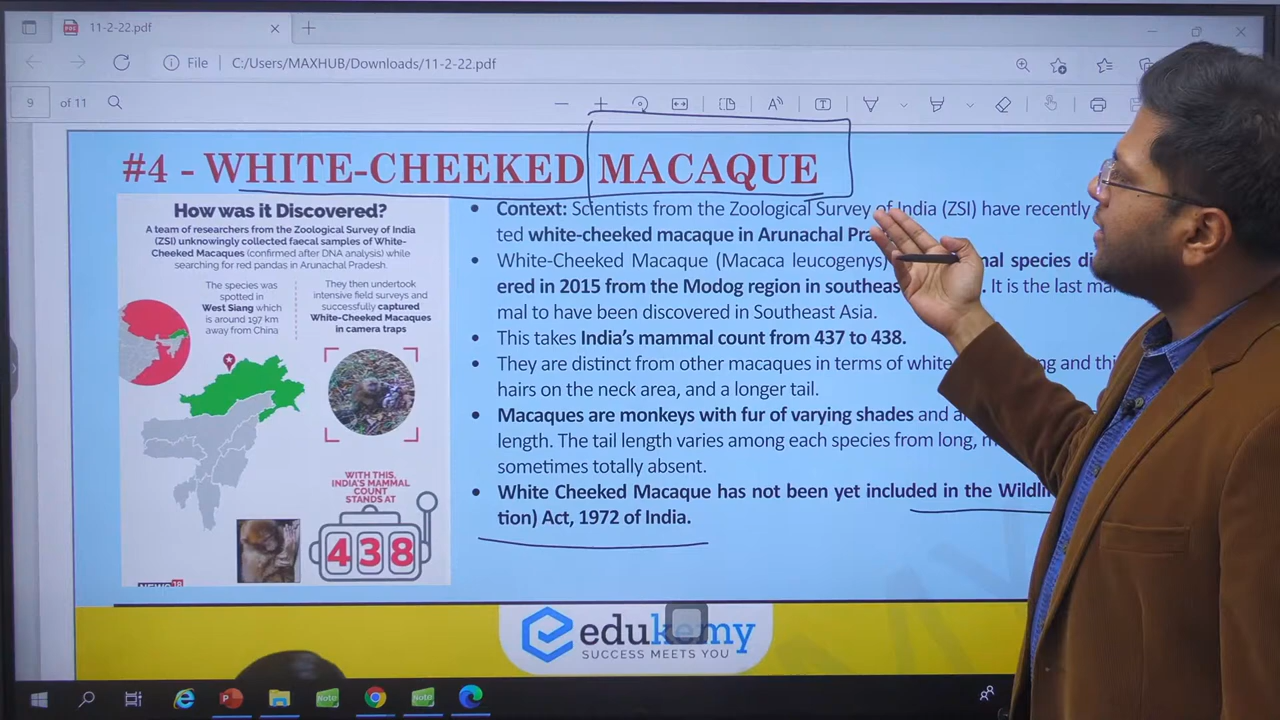 11-2-22.pdf
File
C:/Users/MAXHUB/Downloads/11-2-22.pdf
9 of 11
#4 - WHITE-CHEEKED MACAQUE
How was it Discovered?
A team of researchers from the Zoological Survey of India
(ZSI) unknowingly collected faecal samples of White-
Cheeked Macaques (confirmed after DNA analysis) while
searching for red pandas in Arunachal Pradesh.
The species was
spotted in
West Siang which
is around 197 km
away from China
They then undertook
intensive field surveys and
successfully captured
White-Cheeked Macaques
in camera traps
WITH THIS,
INDIA'S MAMMAL
COUNT
STANDS AT
438
NEWS18
• Context: Scientists from the Zoological Survey of India (ZSI) have recently
ted white-cheeked macaque in Arunachal Pra
• White-Cheeked Macaque (Macaca leucogenys) nal species di
ered in 2015 from the Modog region in southeas . It is the last ma
mal to have been discovered in Southeast Asia.
• This takes India's mammal count from 437 to 438.
• They are distinct from other macaques in terms of white ng and thi
hairs on the neck area, and a longer tail.
• Macaques are monkeys with fur of varying shades and a
length. The tail length varies among each species from long, m
sometimes totally absent.
• White Cheeked Macaque has not been yet included in the Wildli
tion) Act, 1972 of India.
edukemy
SUCCESS MEETS YOU
Note
Note